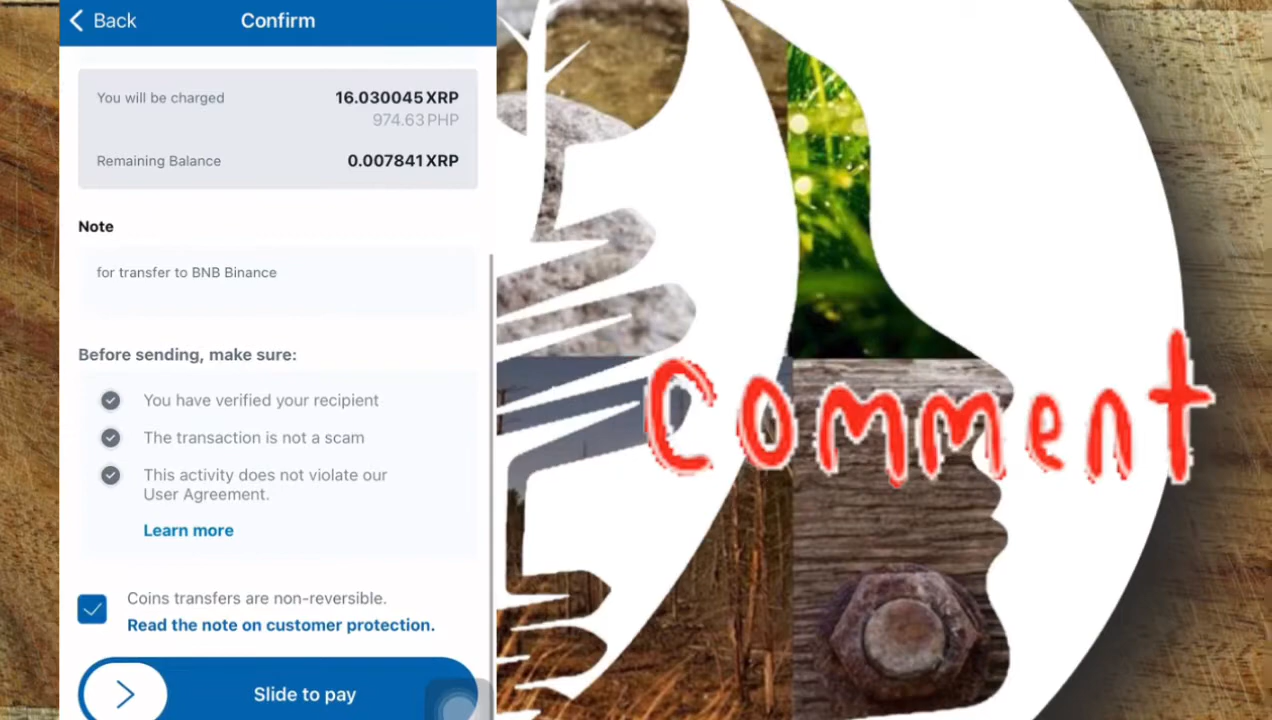 Back
Confirm
You will be charged
16.030045 XRP
974.63 PHP
Remaining Balance
0.007841 XRP
Note
for transfer to BNB Binance
Before sending, make sure:
You have verified your recipient
The transaction is not a scam
This activity does not violate our
User Agreement.
Learn more
Coins transfers are non-reversible.
Read the note on customer protection.
Slide to pay
Comment